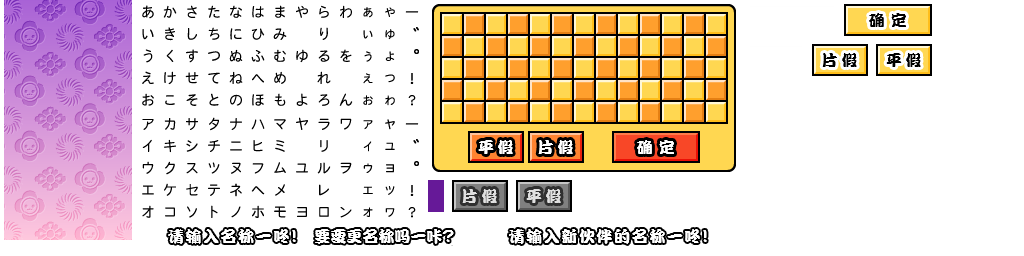 あかさたなはまやらわぁゃー
いきしちにひみ り ぃゅ゛
うくすつぬふむゆるをぅょ゜
えけせてねへめ れ ぇっ！
おこそとのほもよろんぉゎ？
アカサタナハマヤラワァャー
イキシチニヒミ リ ィュ゛
ウクスツヌフムユルヲゥョ゜
エケセテネヘメ レ ェッ！
オコソトノホモヨロンォヮ？
平假 片假 确定
片假 平假
确定
片假 平假
请输入名称一咚！ 要变更名称吗一咔？ 请输入新伙伴的名称一咚！